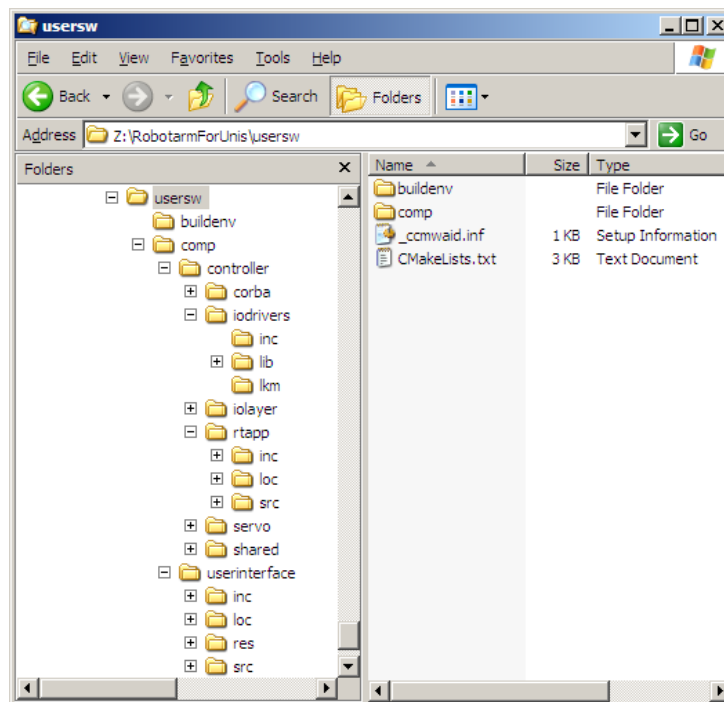 usersw
File Edit View Favorites Tools Help
Back Search Folders
Address Z:\RobotarmForUnis\usersw Go
Folders
usersw
buildenv
comp
controller
corba
iodrivers
inc
lib
lkm
iolayer
rtapp
inc
loc
src
servo
shared
userinterface
inc
loc
res
src
Name Size Type
buildenv File Folder
comp File Folder
_ccmwaid.inf 1 KB Setup Information
CMakeLists.txt 3 KB Text Document